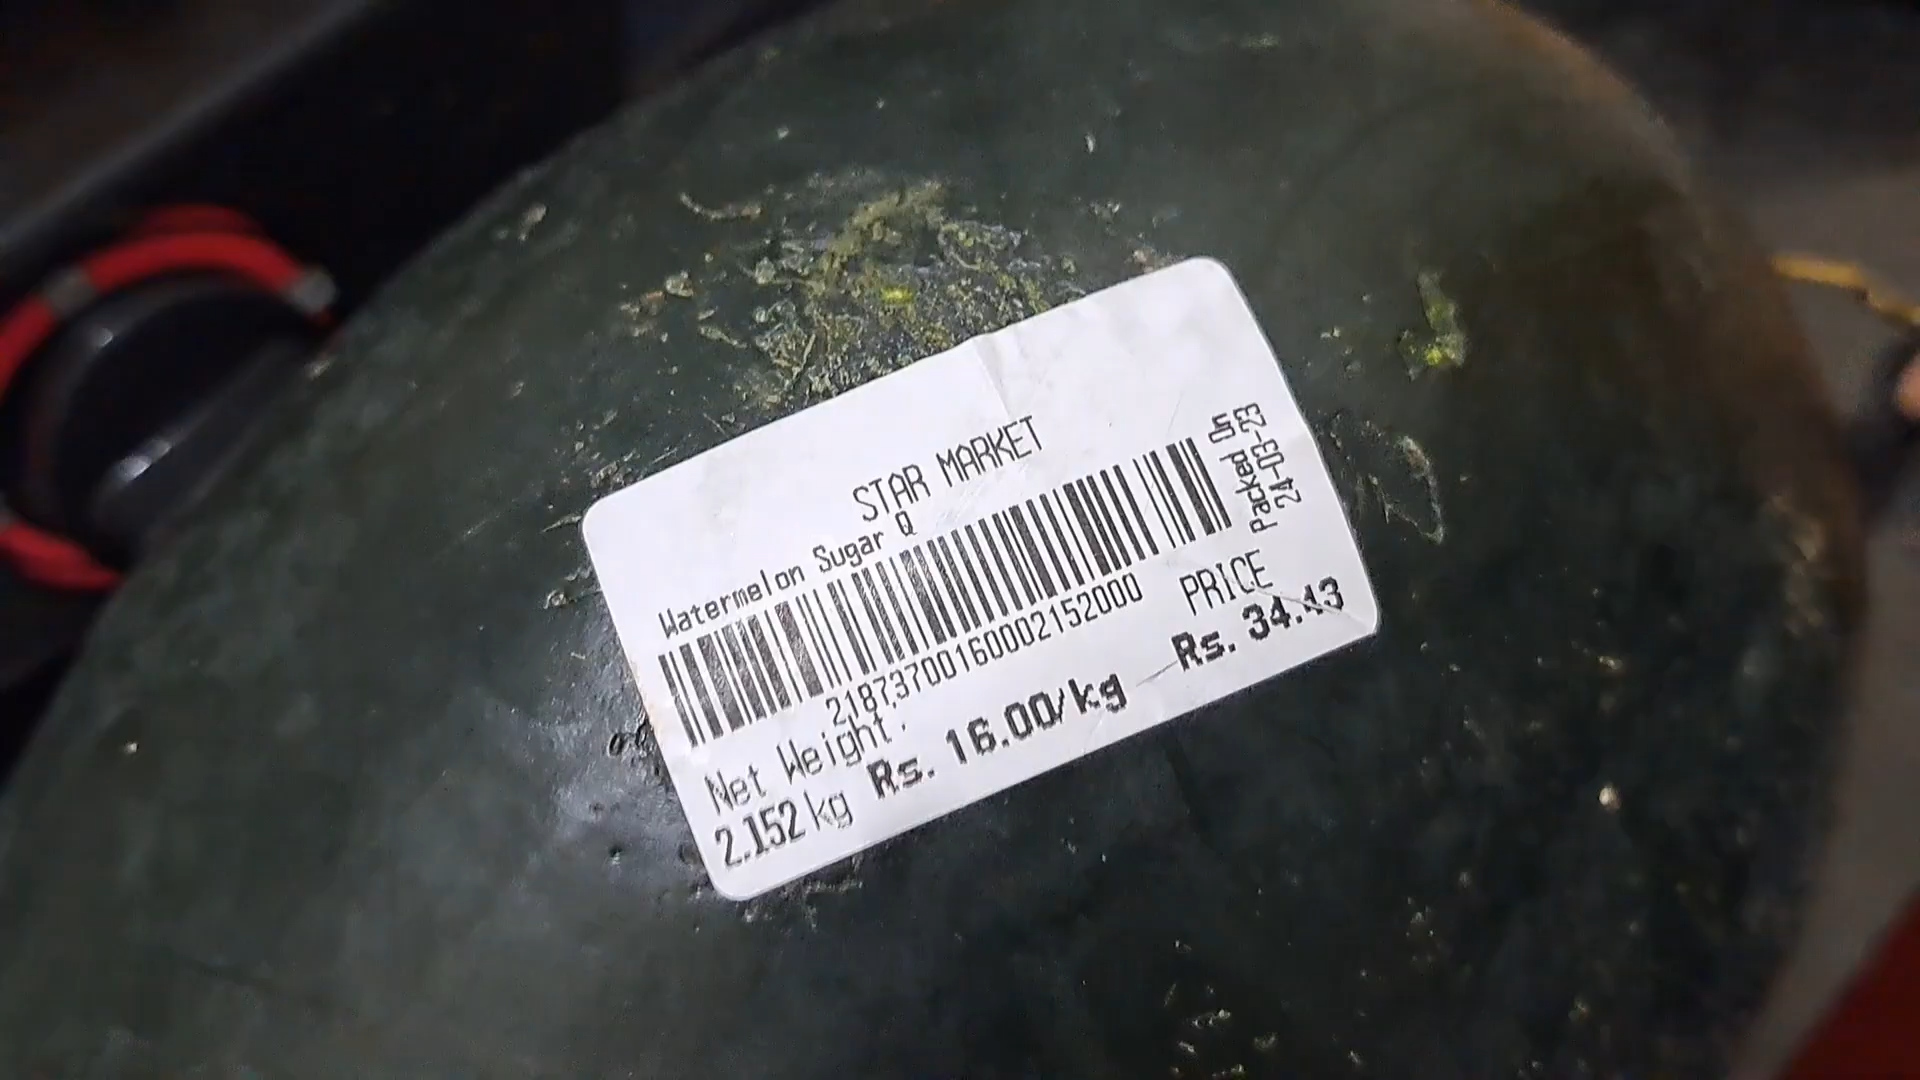 STAR MARKET
Watermelon Sugar Q
21873700160002152000
Packed On
24-03-23
Net Weight:
2.152 kg
Rs. 16.00/kg
PRICE
Rs. 34.43